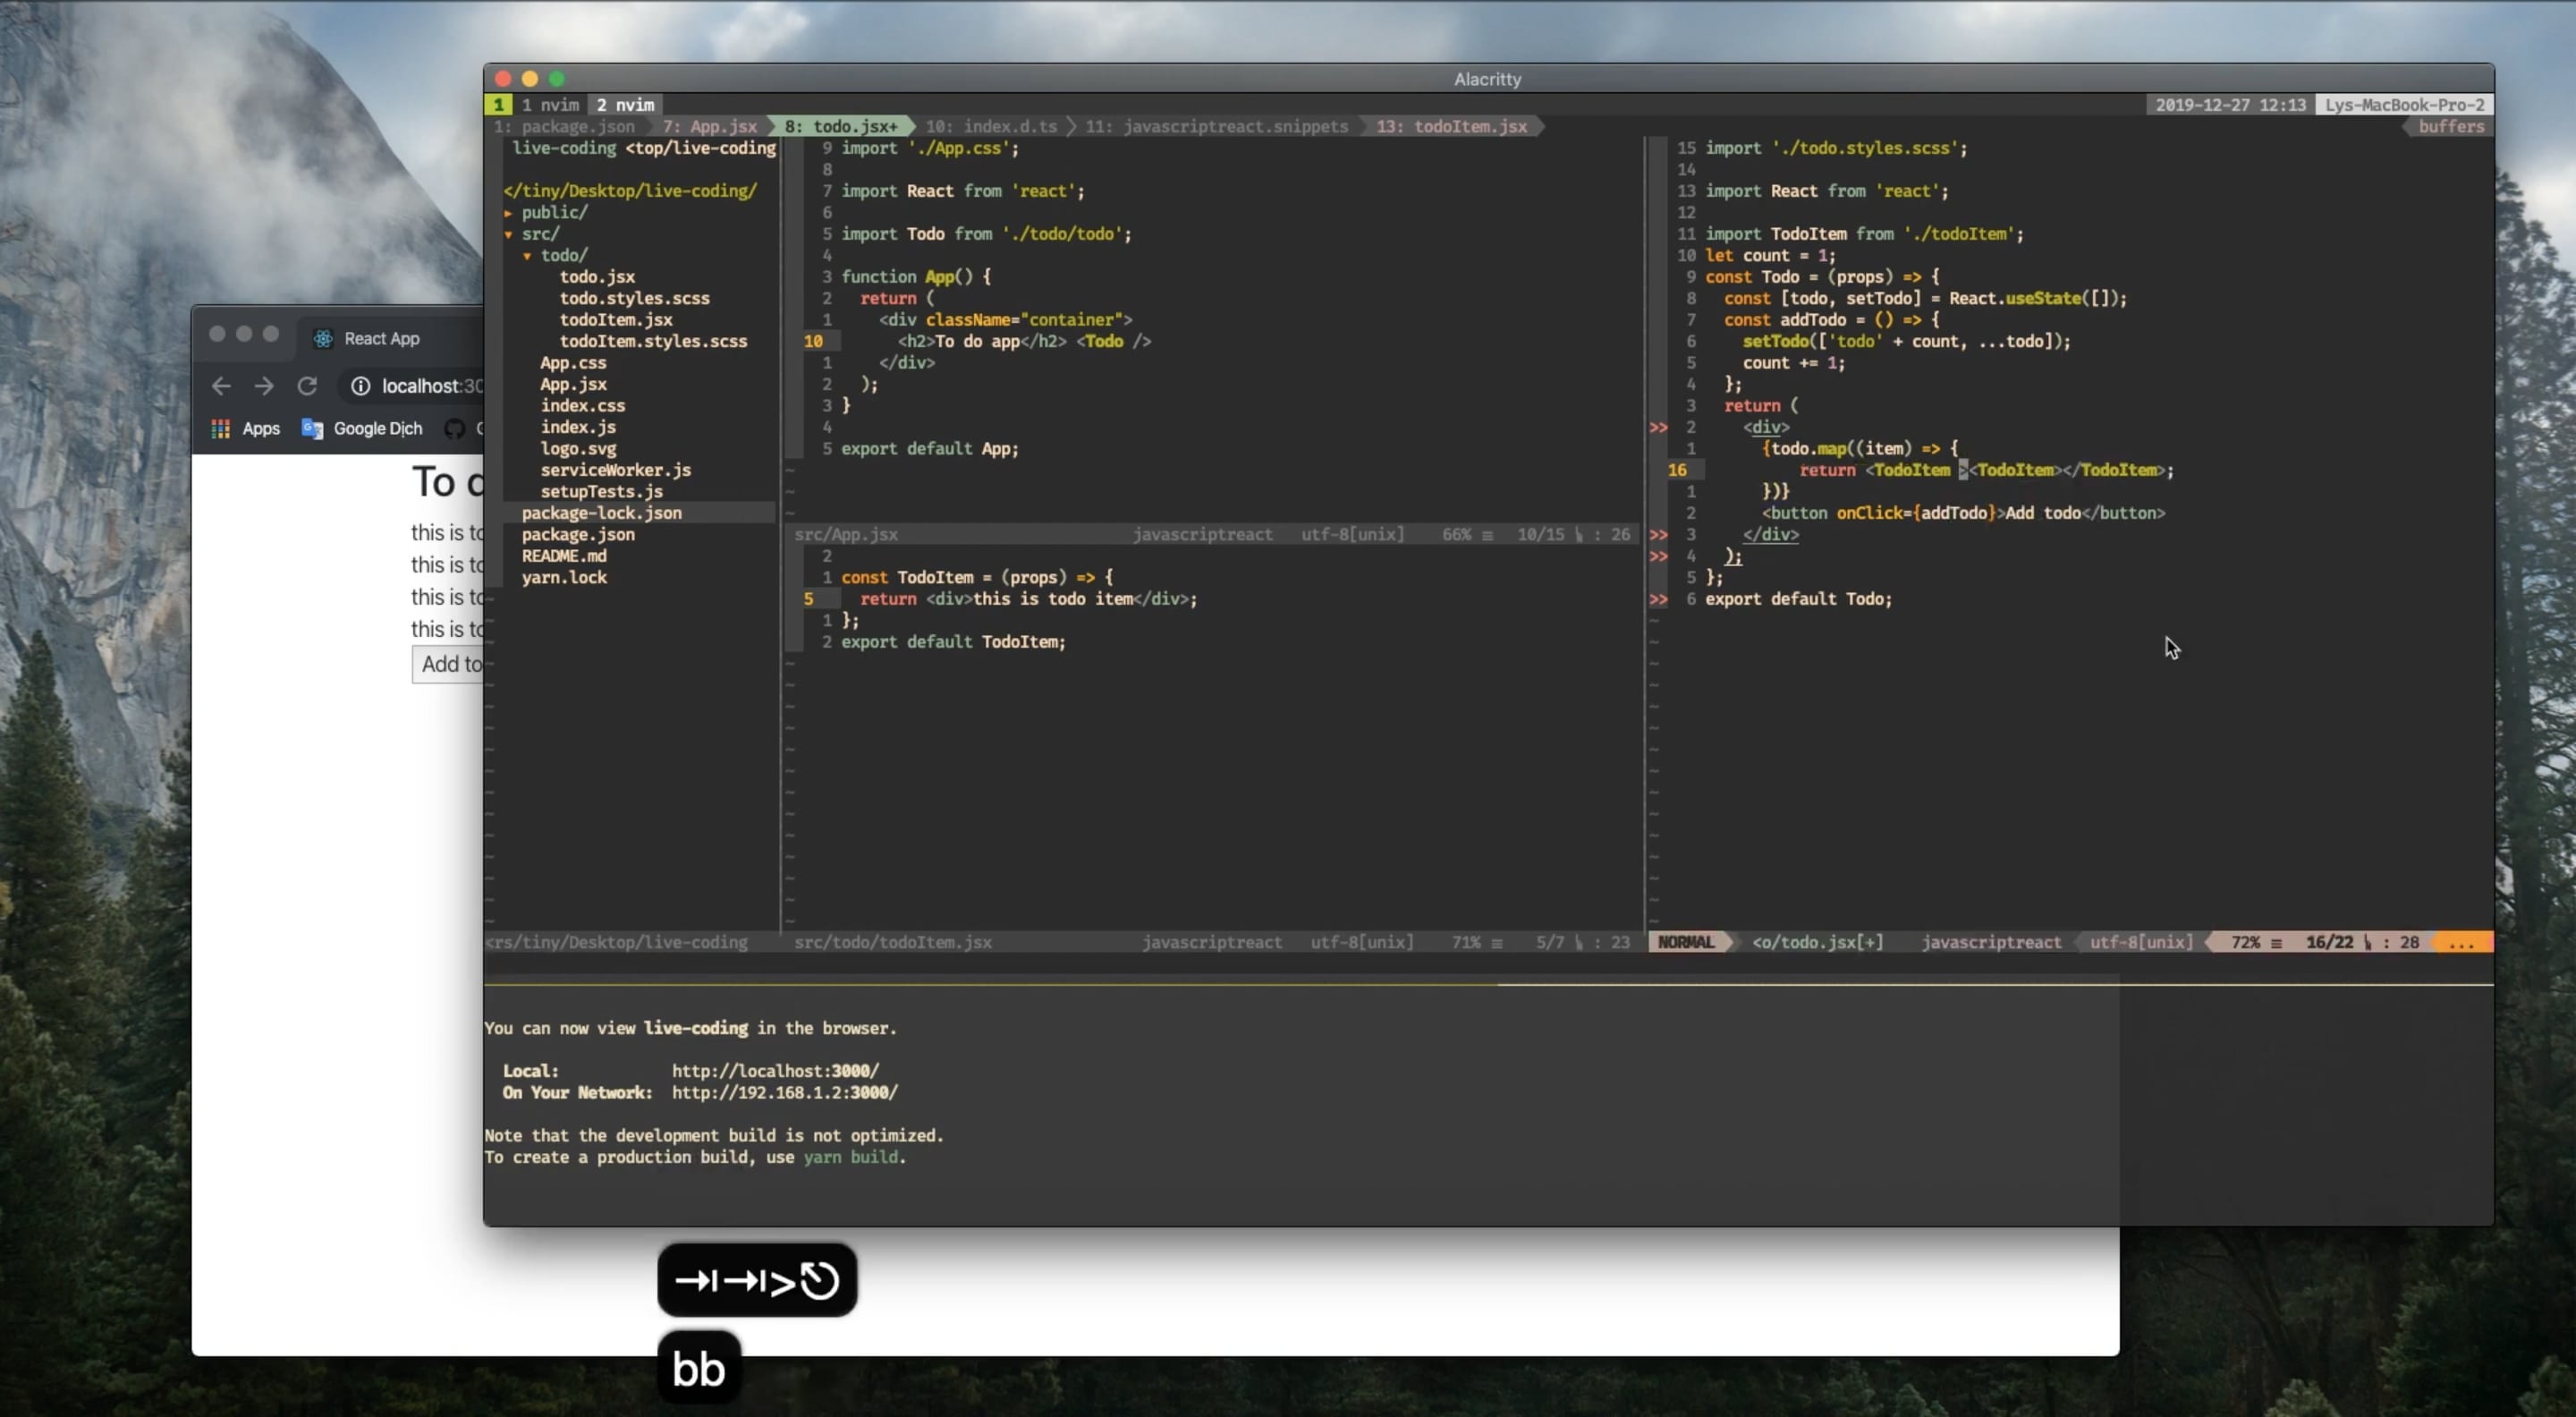 Alacritty
1 1 nvim 2 nvim 2019-12-27 12:13 Lys-MacBook-Pro-2
1: package.json 7: App.jsx 8: todo.jsx+ 10: index.d.ts 11: javascriptreact.snippets 13: todoItem.jsx buffers
live-coding <top/live-coding
</tiny/Desktop/live-coding/
▸ public/
▾ src/
▾ todo/
todo.jsx
todo.styles.scss
todoItem.jsx
todoItem.styles.scss
App.css
App.jsx
index.css
index.js
logo.svg
serviceWorker.js
setupTests.js
package-lock.json
package.json
README.md
yarn.lock
<rs/tiny/Desktop/live-coding
9 import './App.css';
8
7 import React from 'react';
6
5 import Todo from './todo/todo';
4
3 function App() {
2 return (
1 <div className="container">
10 <h2>To do app</h2> <Todo />
1 </div>
2 );
3 }
4
5 export default App;
src/App.jsx javascriptreact utf-8[unix] 66% ≡ 10/15 : 26
2
1 const TodoItem = (props) => {
5 return <div>this is todo item</div>;
1 };
2 export default TodoItem;
src/todo/todoItem.jsx javascriptreact utf-8[unix] 71% ≡ 5/7 : 23
15 import './todo.styles.scss';
14
13 import React from 'react';
12
11 import TodoItem from './todoItem';
10 let count = 1;
9 const Todo = (props) => {
8 const [todo, setTodo] = React.useState([]);
7 const addTodo = () => {
6 setTodo(['todo' + count, ...todo]);
5 count += 1;
4 };
3 return (
>> 2 <div>
1 {todo.map((item) => {
16 return <TodoItem ><TodoItem></TodoItem>;
1 })}
2 <button onClick={addTodo}>Add todo</button>
>> 3 </div>
>> 4 );
5 };
>> 6 export default Todo;
NORMAL <o/todo.jsx[+] javascriptreact utf-8[unix] 72% ≡ 16/22 : 28 ...
You can now view live-coding in the browser.
Local: http://localhost:3000/
On Your Network: http://192.168.1.2:3000/
Note that the development build is not optimized.
To create a production build, use yarn build.
React App
localhost:30
Apps Google Dịch
To
this is
this is
this is
this is
Add
bb